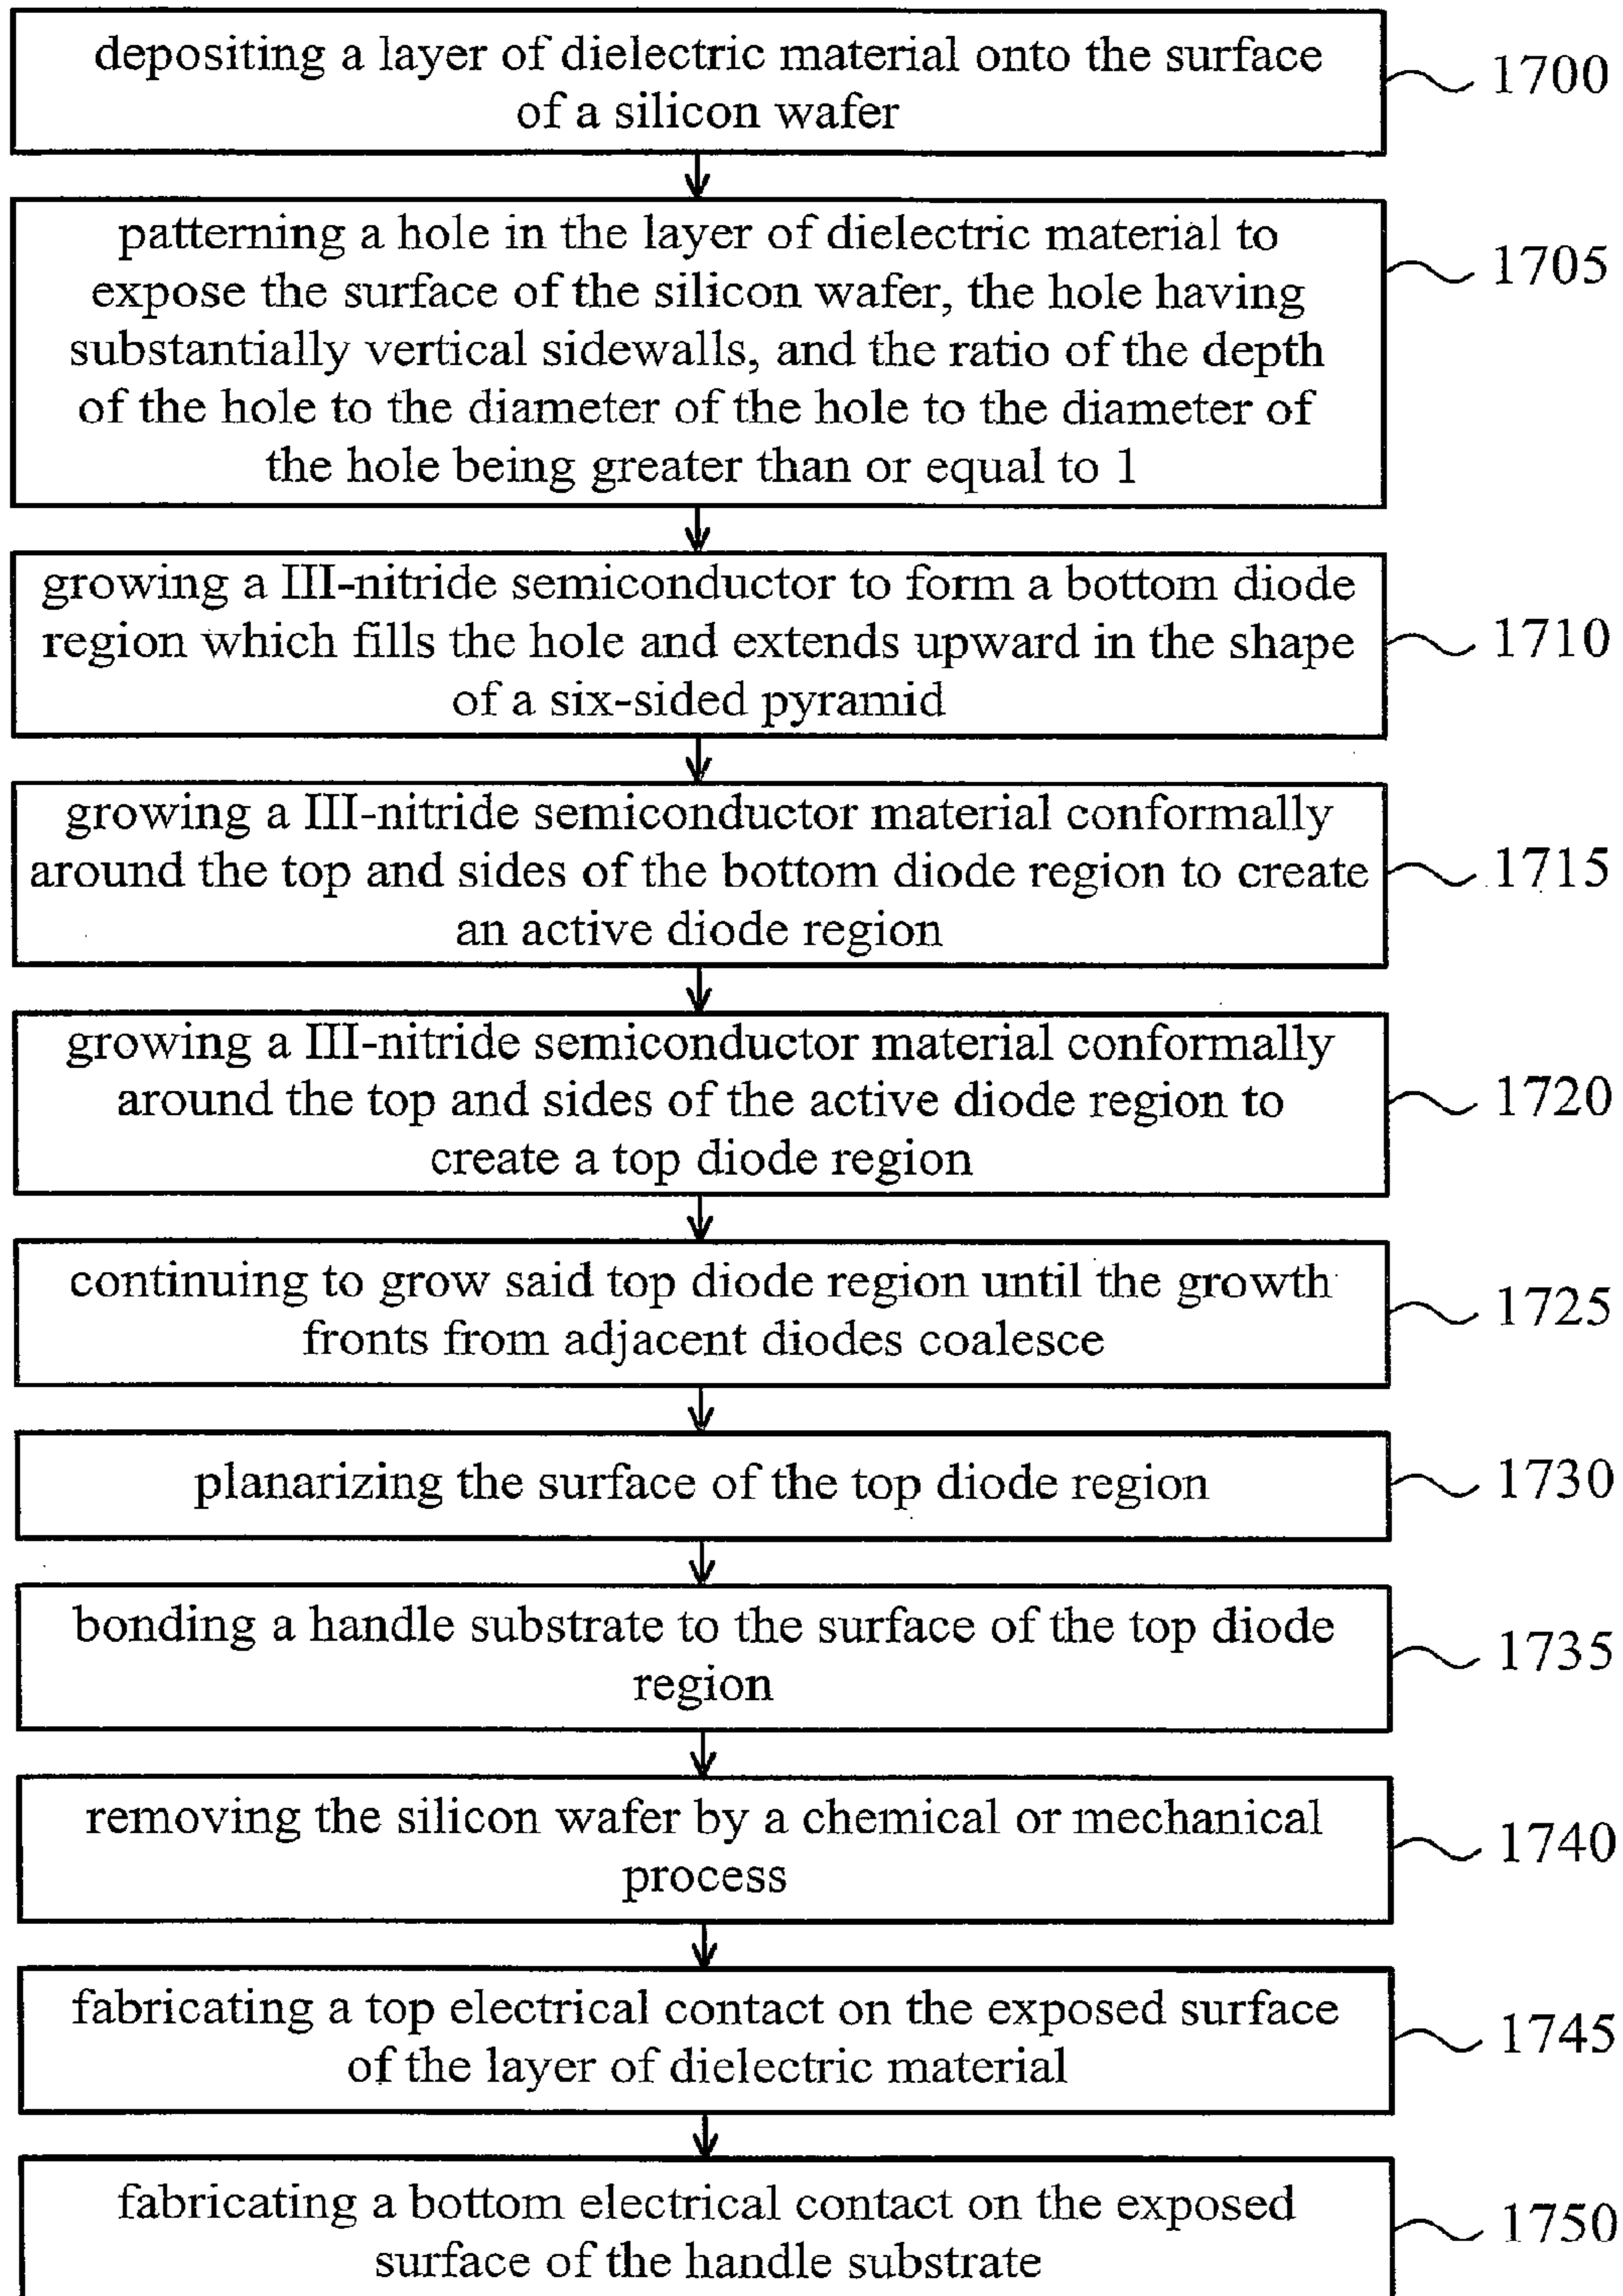 depositing a layer of dielectric material onto the surface
of a silicon wafer
1700
patterning a hole in the layer of dielectric material to
expose the surface of the silicon wafer, the hole having
substantially vertical sidewalls, and the ratio of the depth
of the hole to the diameter of the hole to the diameter of
the hole being greater than or equal to 1
1705
growing a III-nitride semiconductor to form a bottom diode
region which fills the hole and extends upward in the shape
of a six-sided pyramid
1710
growing a III-nitride semiconductor material conformally
around the top and sides of the bottom diode region to create
an active diode region
1715
growing a III-nitride semiconductor material conformally
around the top and sides of the active diode region to
create a top diode region
1720
continuing to grow said top diode region until the growth
fronts from adjacent diodes coalesce
1725
planarizing the surface of the top diode region
1730
bonding a handle substrate to the surface of the top diode
region
1735
removing the silicon wafer by a chemical or mechanical
process
1740
fabricating a top electrical contact on the exposed surface
of the layer of dielectric material
1745
fabricating a bottom electrical contact on the exposed
surface of the handle substrate
1750